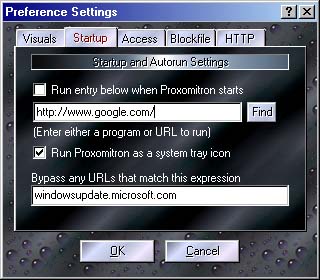 Preference Settings
Visuals Startup Access Blockfile HTTP
Startup and Autorun Settings
Run entry below when Proxomitron starts
http://www.google.com/ Find
(Enter either a program or URL to run)
Run Proxomitron as a system tray icon
Bypass any URLs that match this expression
windowsupdate.microsoft.com
OK Cancel